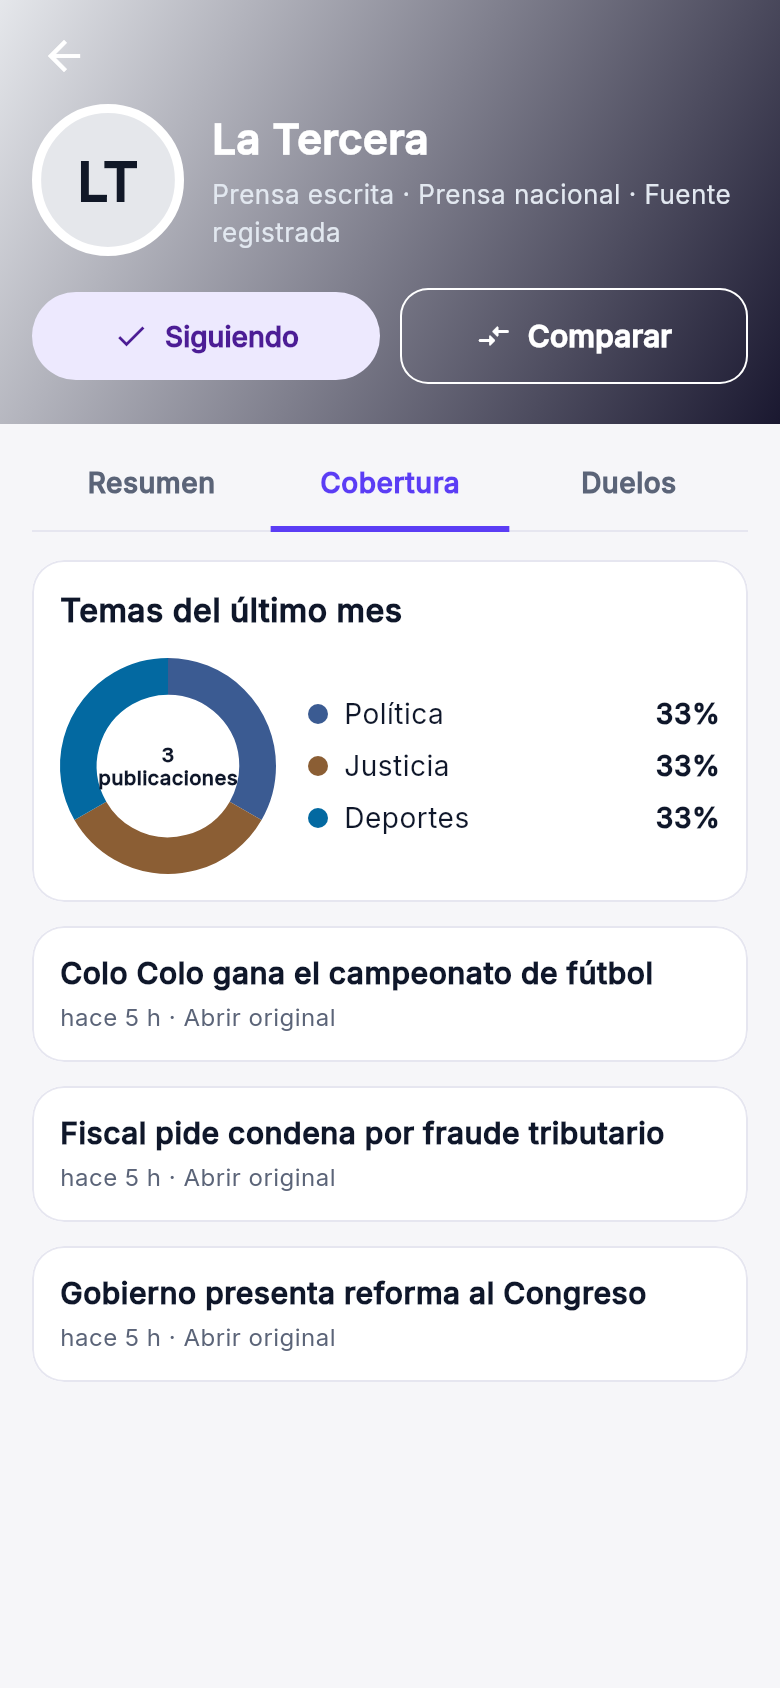 LT
La Tercera
Prensa escrita · Prensa nacional · Fuente
registrada
Siguiendo
Comparar
Resumen
Cobertura
Duelos
Temas del último mes
3
publicaciones
Política 33%
Justicia 33%
Deportes 33%
Colo Colo gana el campeonato de fútbol
hace 5 h · Abrir original
Fiscal pide condena por fraude tributario
hace 5 h · Abrir original
Gobierno presenta reforma al Congreso
hace 5 h · Abrir original